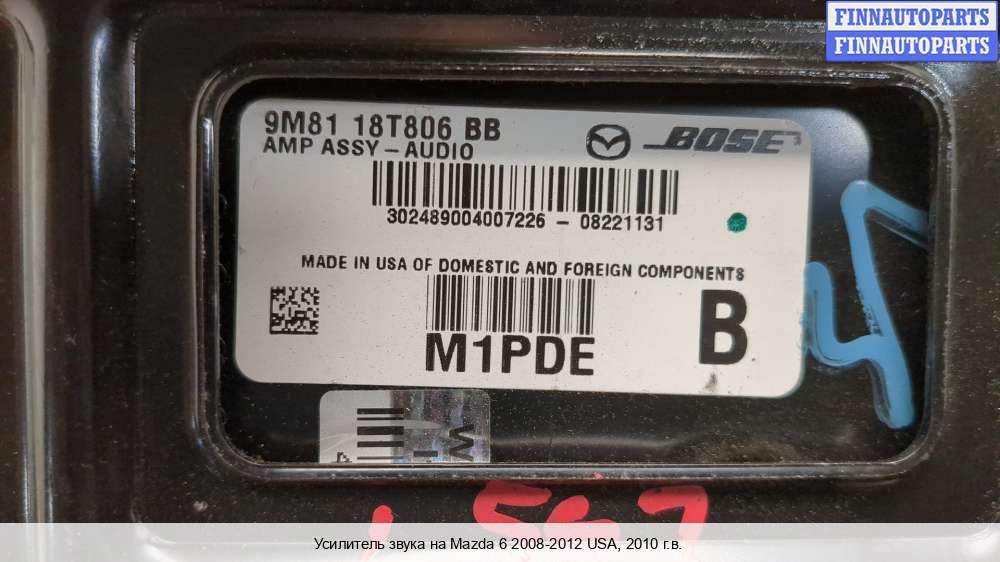 FINNAUTOPARTS
FINNAUTOPARTS
9M81 18T806 BB
AMP ASSY-AUDIO
BOSE
302489004007226 - 08221131
MADE IN USA OF DOMESTIC AND FOREIGN COMPONENTS
M1PDE
B
Усилитель звука на Mazda 6 2008-2012 USA, 2010 г.в.